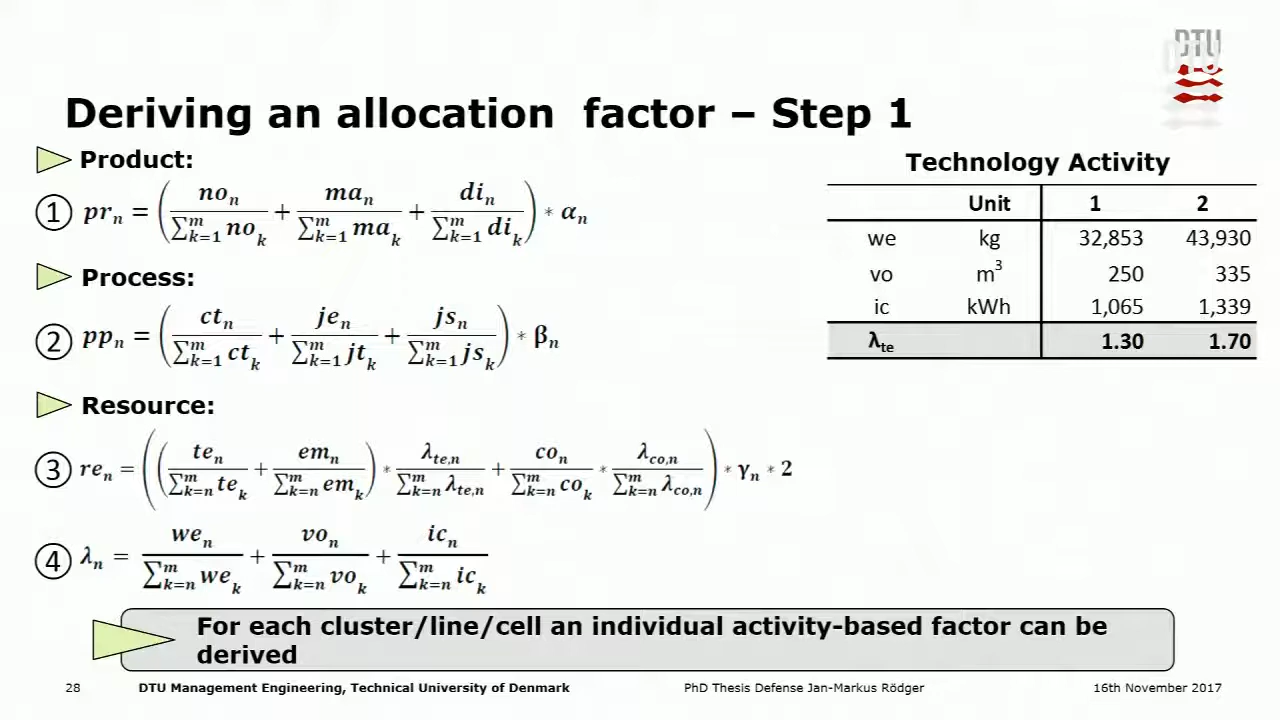 DTU
Deriving an allocation factor – Step 1
Product:
① prₙ = (noₙ / ∑ᵐₖ₌₁ noₖ + maₙ / ∑ᵐₖ₌₁ maₖ + diₙ / ∑ᵐₖ₌₁ diₖ) * αₙ
Process:
② ppₙ = (ctₙ / ∑ᵐₖ₌₁ ctₖ + jeₙ / ∑ᵐₖ₌₁ jtₖ + jsₙ / ∑ᵐₖ₌₁ jsₖ) * βₙ
Resource:
③ reₙ = ((teₙ / ∑ᵐₖ₌ₙ teₖ + emₙ / ∑ᵐₖ₌ₙ emₖ) * λte,n / ∑ᵐₖ₌ₙ λte,n + coₙ / ∑ᵐₖ₌ₙ coₖ * λco,n / ∑ᵐₖ₌ₙ λco,n) * γₙ * 2
④ λₙ = weₙ / ∑ᵐₖ₌ₙ weₖ + voₙ / ∑ᵐₖ₌ₙ voₖ + icₙ / ∑ᵐₖ₌ₙ icₖ
Technology Activity
Unit 1 2
we kg 32,853 43,930
vo m³ 250 335
ic kWh 1,065 1,339
λte 1.30 1.70
For each cluster/line/cell an individual activity-based factor can be
derived
28 DTU Management Engineering, Technical University of Denmark PhD Thesis Defense Jan-Markus Rödger 16th November 2017